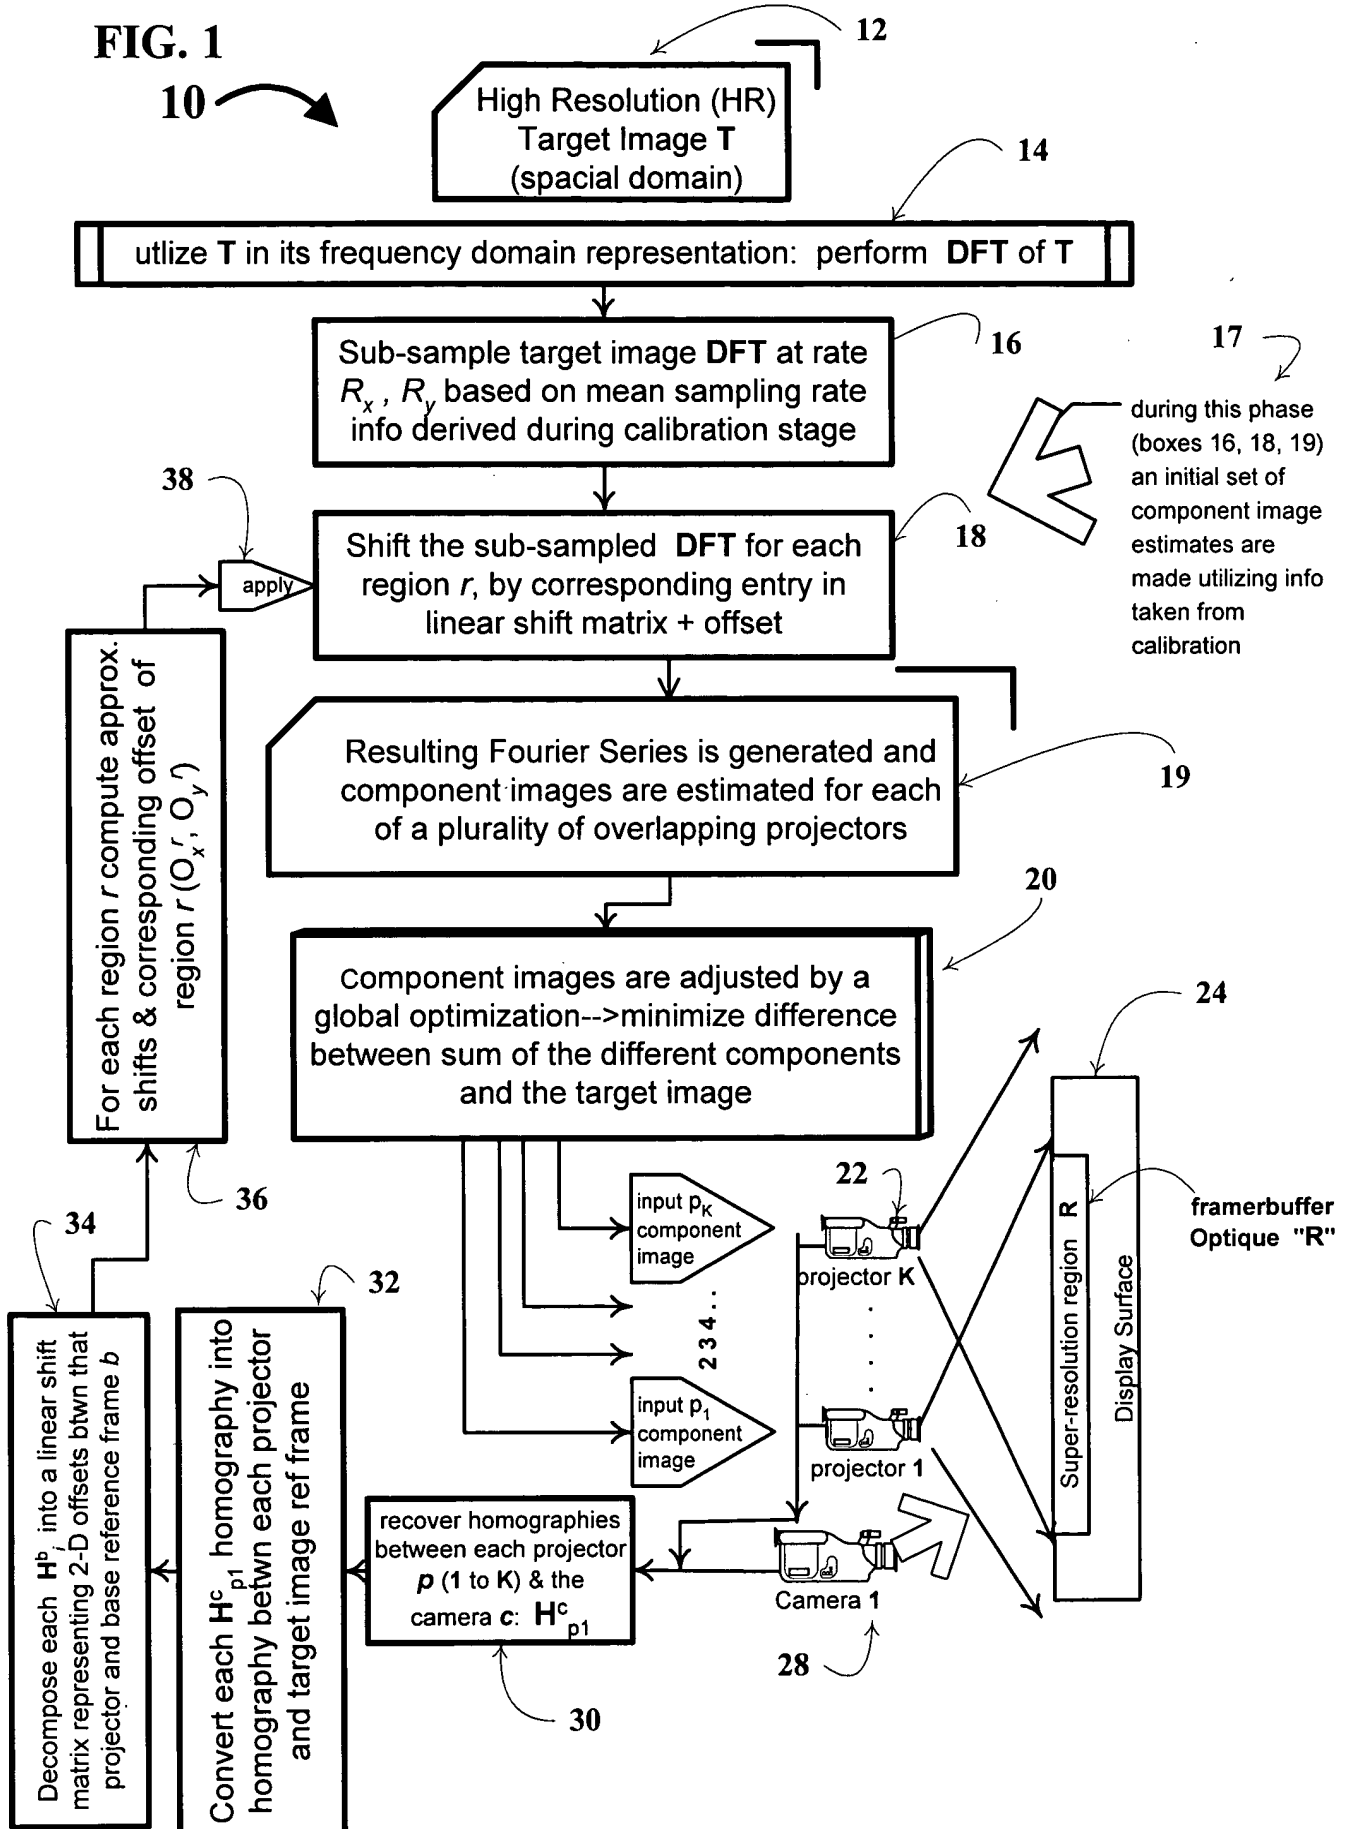 FIG. 1
10
12
High Resolution (HR)
Target Image T
(spacial domain)
14
utlize T in its frequency domain representation: perform DFT of T
16
Sub-sample target image DFT at rate
Rx , Ry based on mean sampling rate
info derived during calibration stage
17
during this phase
(boxes 16, 18, 19)
an initial set of
component image
estimates are
made utilizing info
taken from
calibration
38
apply
18
Shift the sub-sampled DFT for each
region r, by corresponding entry in
linear shift matrix + offset
19
Resulting Fourier Series is generated and
component images are estimated for each
of a plurality of overlapping projectors
For each region r compute approx.
shifts & corresponding offset of
region r (Ox^r, Oy^r)
36
20
Component images are adjusted by a
global optimization-->minimize difference
between sum of the different components
and the target image
24
22
input pK
component
image
projector K
2 3 4 . . .
input p1
component
image
projector 1
Super-resolution region R
Display Surface
framerbuffer
Optique "R"
34
Decompose each H^b_i into a linear shift
matrix representing 2-D offsets btwn that
projector and base reference frame b
32
Convert each H^c_p1 homography into
homography betwn each projector
and target image ref frame
recover homographies
between each projector
p (1 to K) & the
camera c: H^c_p1
30
Camera 1
28